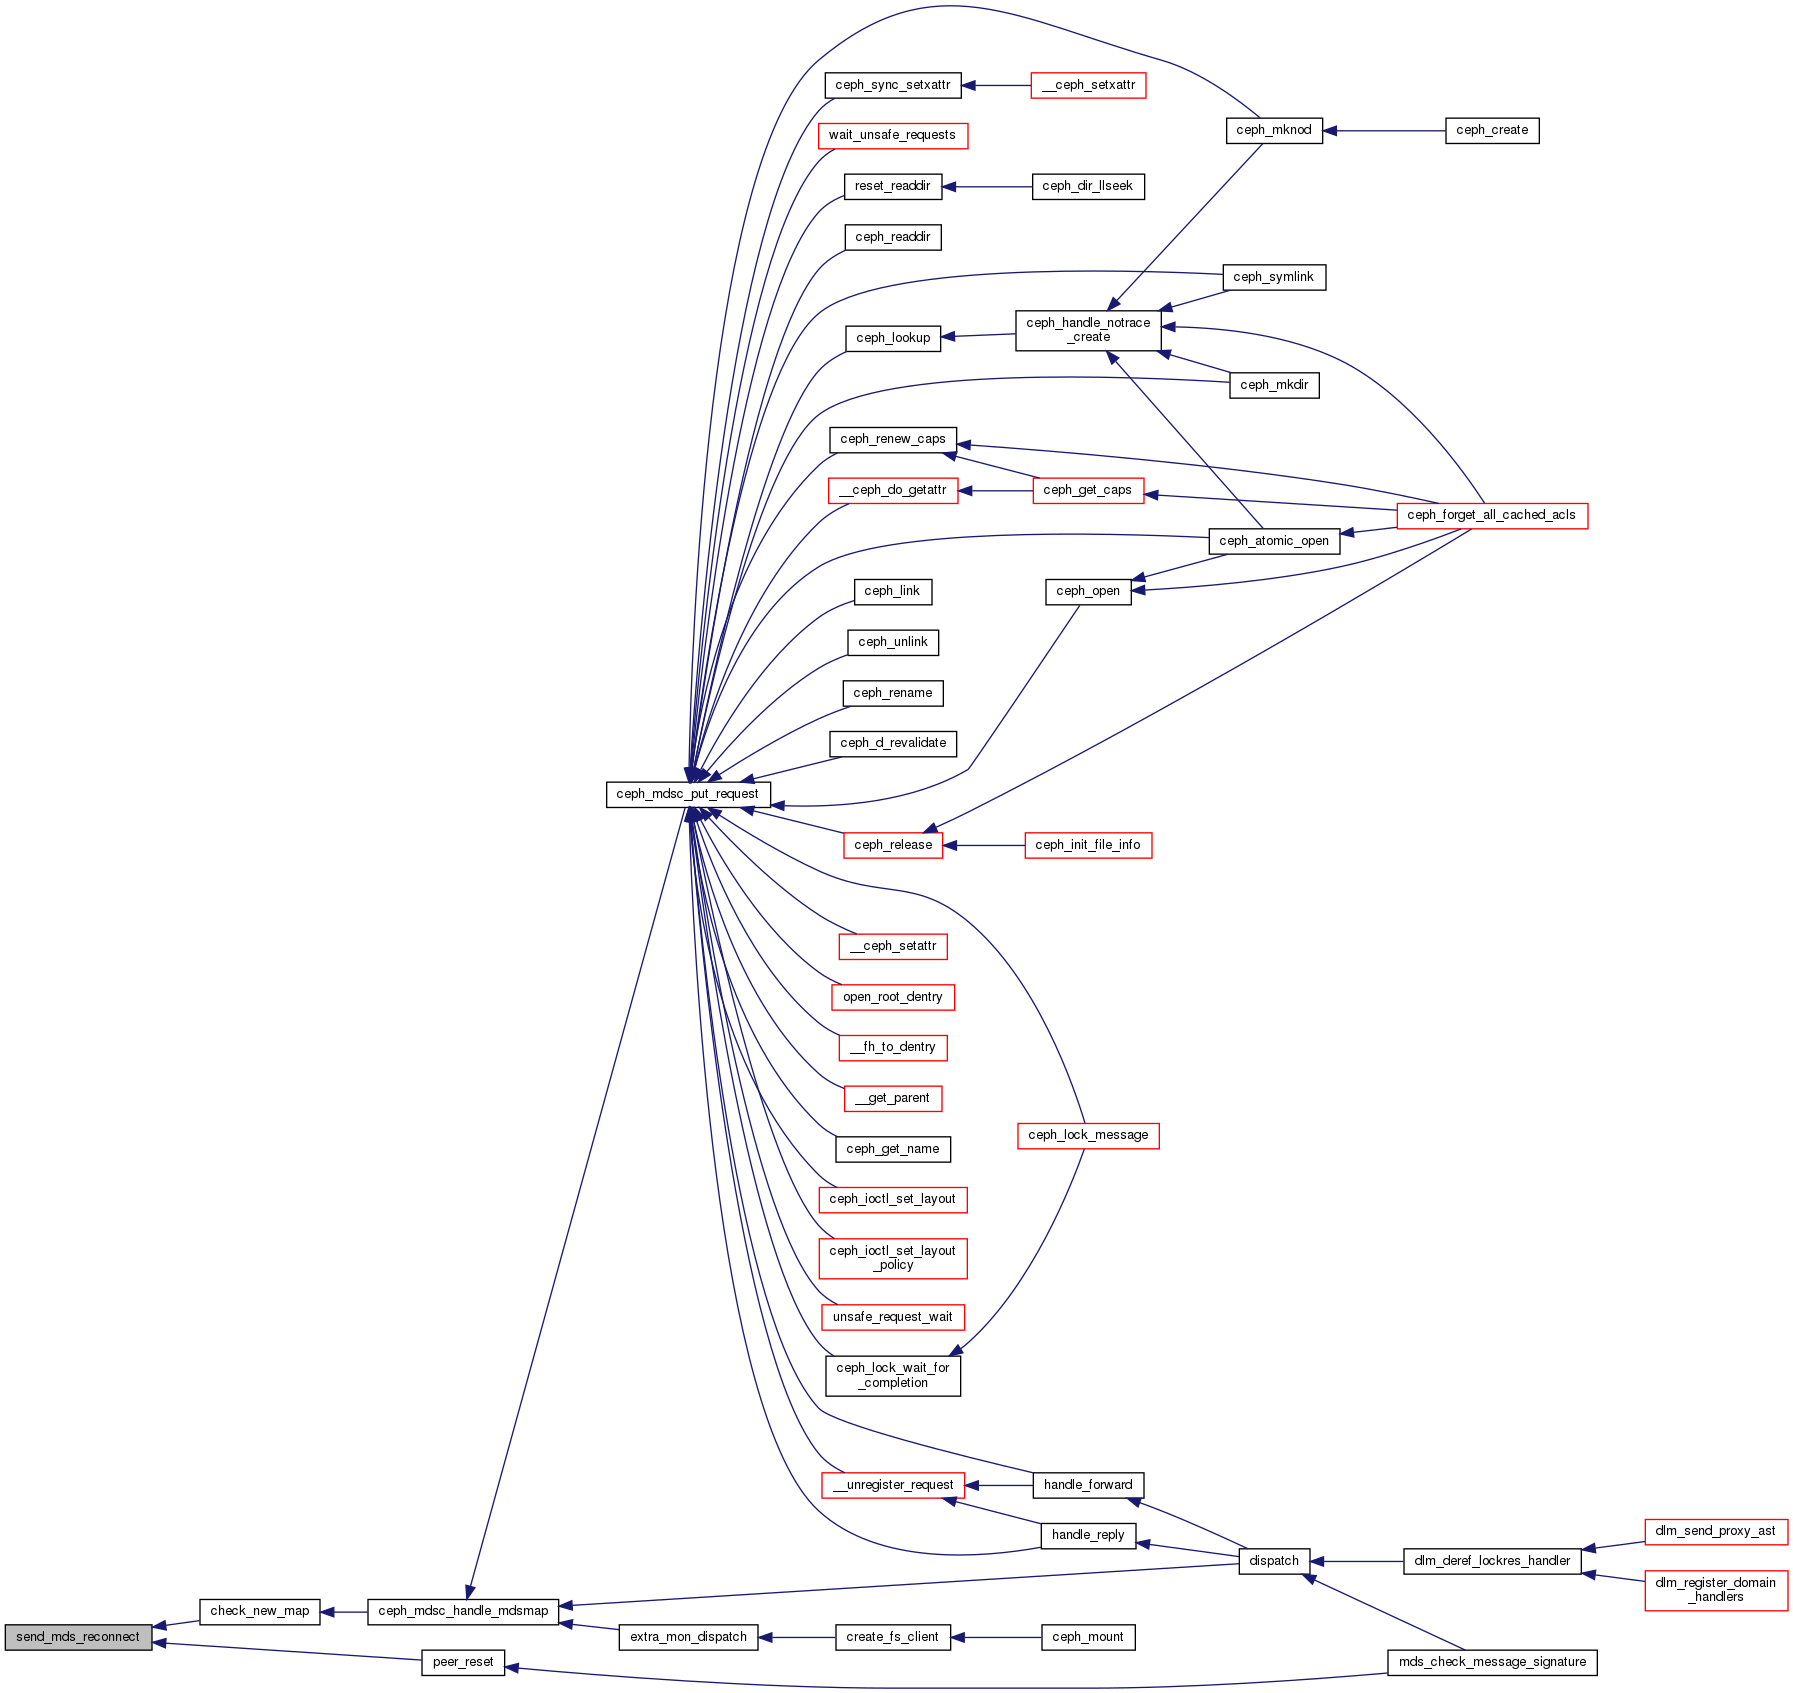 ceph_sync_setxattr
__ceph_setxattr
wait_unsafe_requests
ceph_mknod
ceph_create
reset_readdir
ceph_dir_llseek
ceph_readdir
ceph_symlink
ceph_lookup
ceph_handle_notrace
_create
ceph_mkdir
ceph_renew_caps
__ceph_do_getattr
ceph_get_caps
ceph_forget_all_cached_acls
ceph_atomic_open
ceph_link
ceph_open
ceph_unlink
ceph_rename
ceph_d_revalidate
ceph_mdsc_put_request
ceph_release
ceph_init_file_info
__ceph_setattr
open_root_dentry
__fh_to_dentry
__get_parent
ceph_lock_message
ceph_get_name
ceph_ioctl_set_layout
ceph_ioctl_set_layout
_policy
unsafe_request_wait
ceph_lock_wait_for
_completion
__unregister_request
handle_forward
handle_reply
dispatch
dlm_deref_lockres_handler
dlm_send_proxy_ast
dlm_register_domain
_handlers
check_new_map
ceph_mdsc_handle_mdsmap
send_mds_reconnect
extra_mon_dispatch
create_fs_client
ceph_mount
peer_reset
mds_check_message_signature